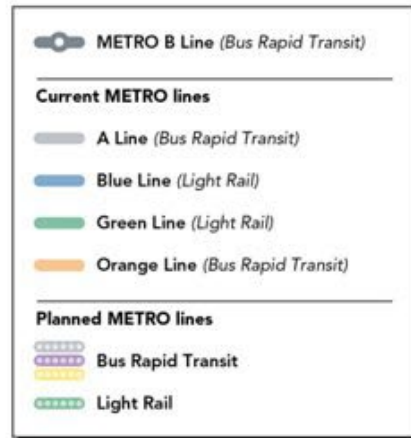 METRO B Line (Bus Rapid Transit)
Current METRO lines
A Line (Bus Rapid Transit)
Blue Line (Light Rail)
Green Line (Light Rail)
Orange Line (Bus Rapid Transit)
Planned METRO lines
Bus Rapid Transit
Light Rail